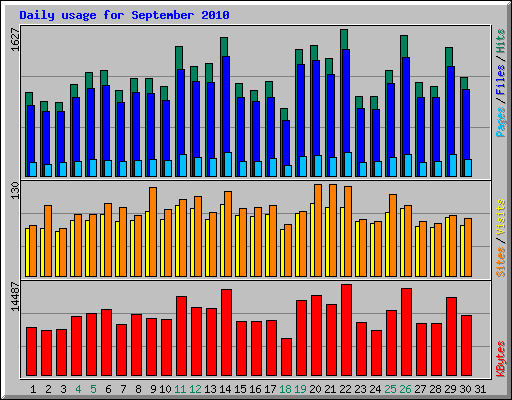 Daily usage for September 2010
1627
Pages / Files / Hits
130
Sites / Visits
14487
KBytes
1 2 3 4 5 6 7 8 9 10 11 12 13 14 15 16 17 18 19 20 21 22 23 24 25 26 27 28 29 30 31